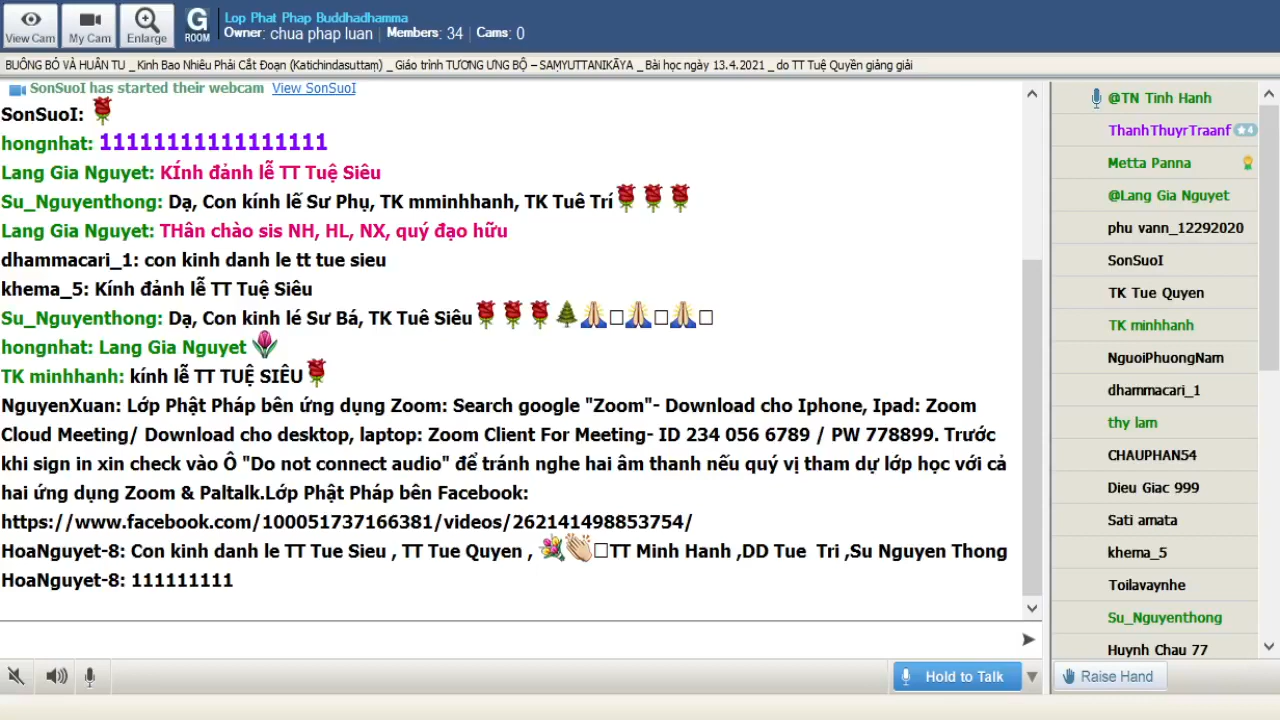 View Cam
My Cam
Enlarge
G
ROOM
Lop Phat Phap Buddhadhamma
Owner: chua phap luan | Members: 34 | Cams: 0
BUÔNG BỎ VÀ HUÂN TU _ Kinh Bao Nhiêu Phải Cắt Đoạn (Katichindasuttaṃ) _ Giáo trình TƯƠNG ƯNG BỘ – SAṂYUTTANIKĀYA _ Bài học ngày 13.4.2021 _ do TT Tuệ Quyền giảng giải
SonSuoI has started their webcam View SonSuoI
SonSuoI:
hongnhat: 11111111111111111
Lang Gia Nguyet: KÍnh đảnh lễ TT Tuệ Siêu
Su_Nguyenthong: Dạ, Con kính lế Sư Phụ, TK mminhhanh, TK Tuê Trí
Lang Gia Nguyet: THân chào sis NH, HL, NX, quý đạo hữu
dhammacari_1: con kinh danh le tt tue sieu
khema_5: Kính đảnh lễ TT Tuệ Siêu
Su_Nguyenthong: Dạ, Con kinh lé Sư Bá, TK Tuê Siêu
hongnhat: Lang Gia Nguyet
TK minhhanh: kính lễ TT TUỆ SIÊU
NguyenXuan: Lớp Phật Pháp bên ứng dụng Zoom: Search google "Zoom"- Download cho Iphone, Ipad: Zoom
Cloud Meeting/ Download cho desktop, laptop: Zoom Client For Meeting- ID 234 056 6789 / PW 778899. Trước
khi sign in xin check vào Ô "Do not connect audio" để tránh nghe hai âm thanh nếu quý vị tham dự lớp học với cả
hai ứng dụng Zoom & Paltalk.Lớp Phật Pháp bên Facebook:
https://www.facebook.com/100051737166381/videos/262141498853754/
HoaNguyet-8: Con kinh danh le TT Tue Sieu , TT Tue Quyen , TT Minh Hanh ,DD Tue Tri ,Su Nguyen Thong
HoaNguyet-8: 111111111
@TN Tinh Hanh
ThanhThuyrTraanf 4
Metta Panna
@Lang Gia Nguyet
phu vann_12292020
SonSuoI
TK Tue Quyen
TK minhhanh
NguoiPhuongNam
dhammacari_1
thy lam
CHAUPHAN54
Dieu Giac 999
Sati amata
khema_5
Toilavaynhe
Su_Nguyenthong
Huynh Chau 77
Hold to Talk
Raise Hand